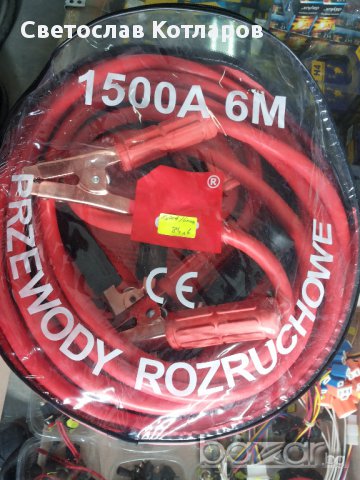 Светослав Котларов
1500A 6M
PRZEWODY ROZRUCHOWE
®
CE
bazar.bg